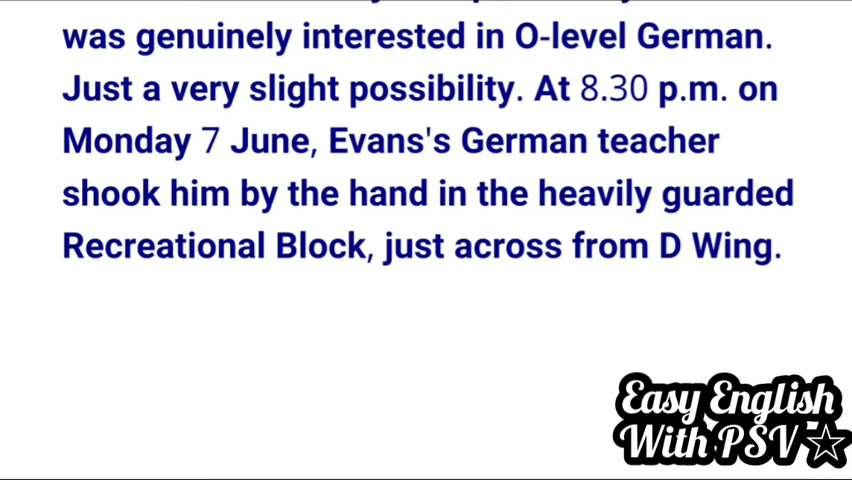 was genuinely interested in O-level German.
Just a very slight possibility. At 8.30 p.m. on
Monday 7 June, Evans's German teacher
shook him by the hand in the heavily guarded
Recreational Block, just across from D Wing.
Easy English
With PSV